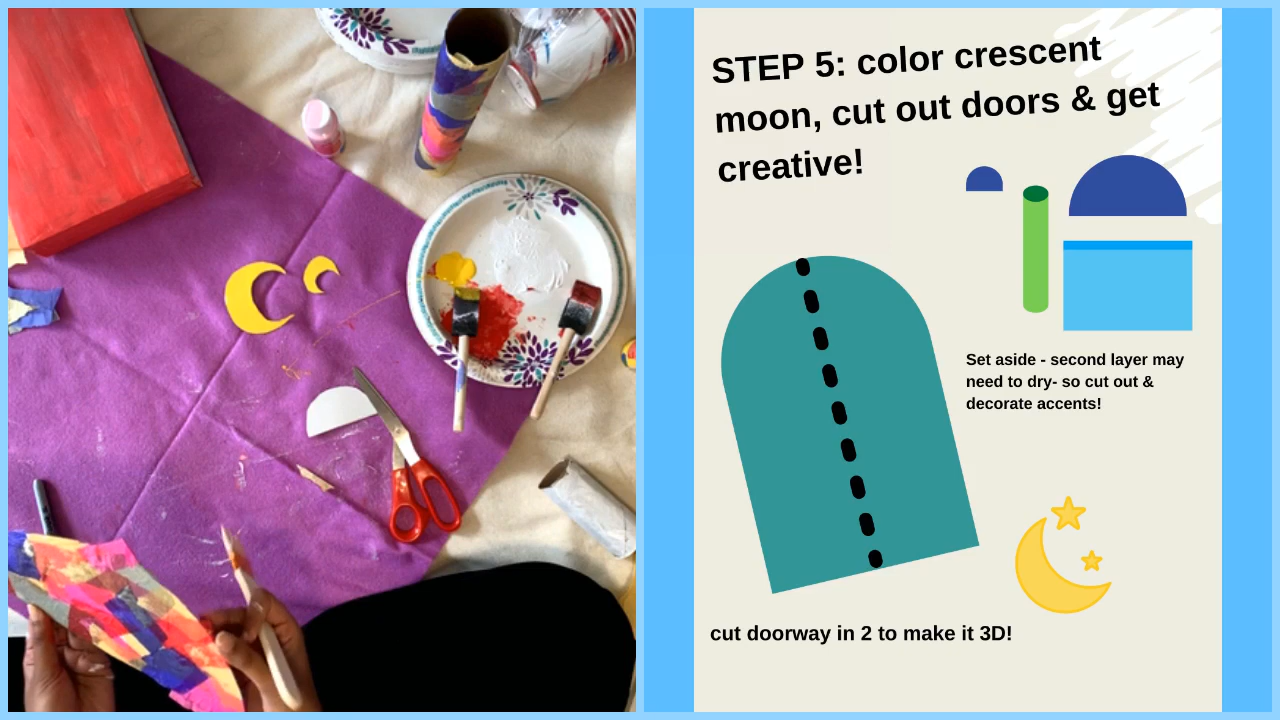 STEP 5: color crescent
moon, cut out doors & get
creative!
Set aside - second layer may
need to dry- so cut out &
decorate accents!
cut doorway in 2 to make it 3D!